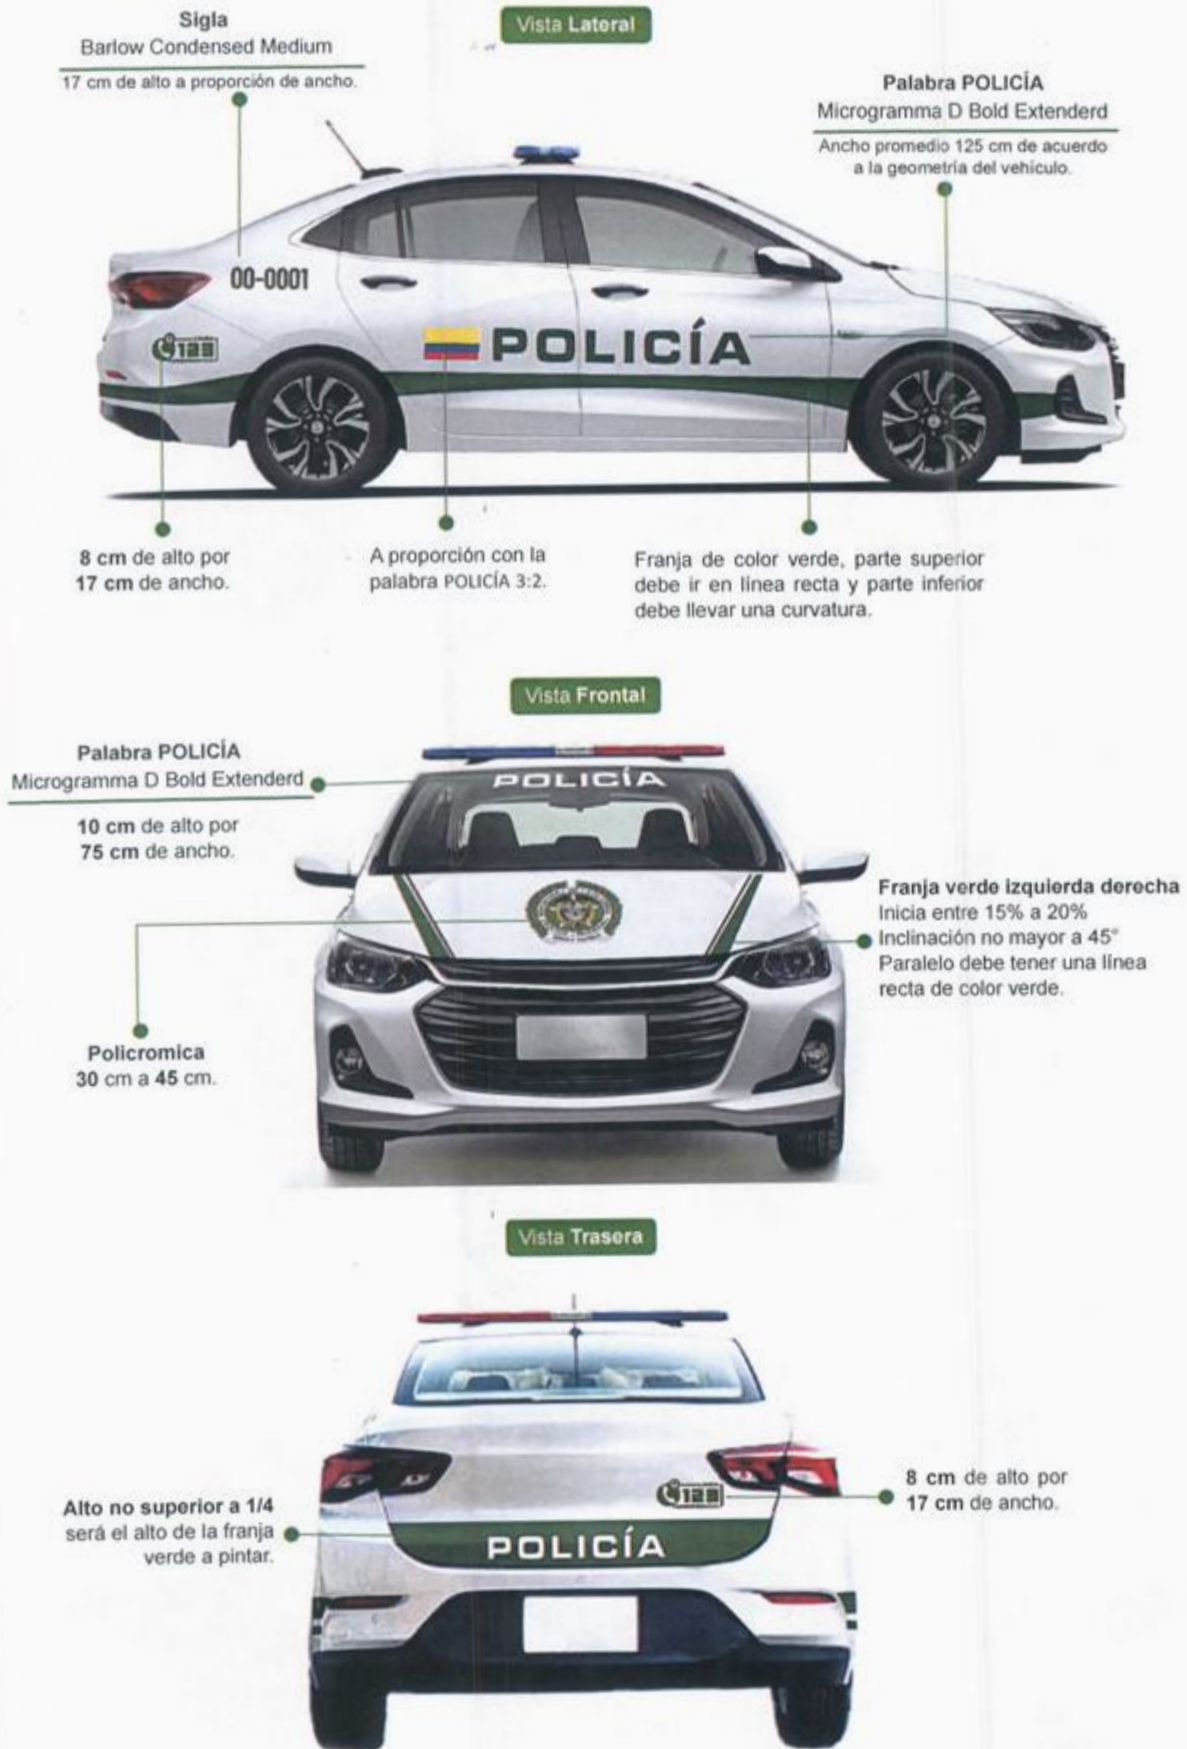 Vista Lateral
Sigla
Barlow Condensed Medium
17 cm de alto a proporción de ancho.
Palabra POLICÍA
Microgramma D Bold Extenderd
Ancho promedio 125 cm de acuerdo
a la geometría del vehículo.
00-0001
123
POLICÍA
8 cm de alto por
17 cm de ancho.
A proporción con la
palabra POLICÍA 3:2.
Franja de color verde, parte superior
debe ir en línea recta y parte inferior
debe llevar una curvatura.
Vista Frontal
Palabra POLICÍA
Microgramma D Bold Extenderd
10 cm de alto por
75 cm de ancho.
POLICÍA
Franja verde izquierda derecha
Inicia entre 15% a 20%
Inclinación no mayor a 45°
Paralelo debe tener una línea
recta de color verde.
Policromica
30 cm a 45 cm.
Vista Trasera
123
8 cm de alto por
17 cm de ancho.
Alto no superior a 1/4
será el alto de la franja
verde a pintar.
POLICÍA